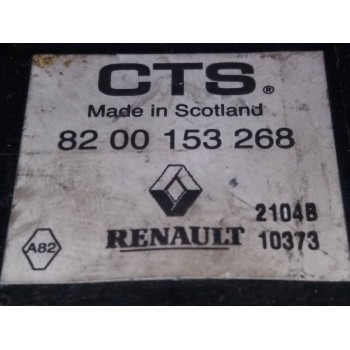 CTS®
Made in Scotland
82 00 153 268
2104B
A82
RENAULT 10373